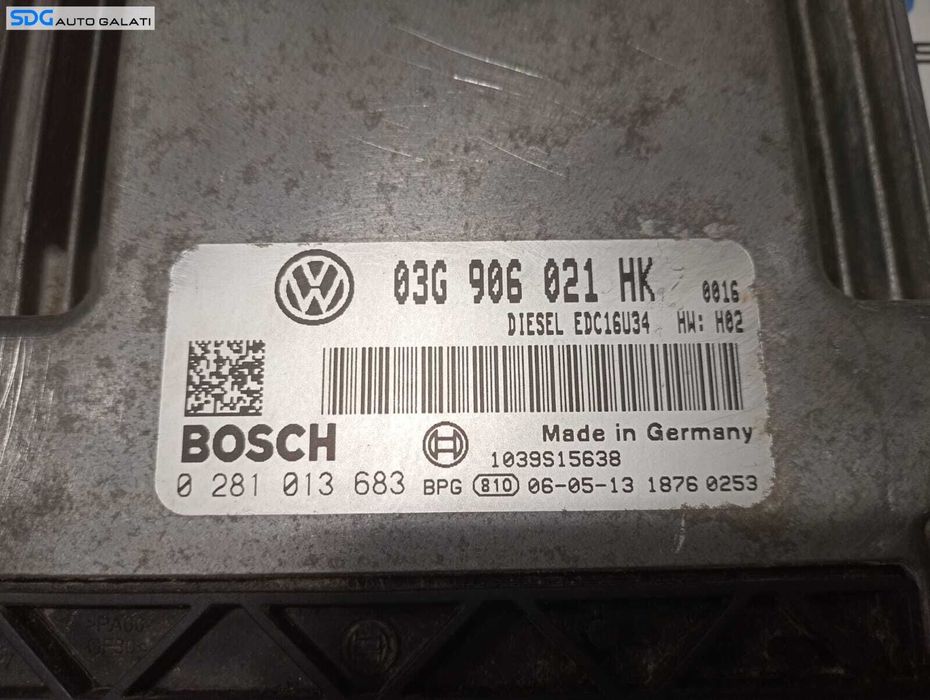 SDG AUTO GALATI
03G 906 021 HK 0016
DIESEL EDC16U34 HW: H02
BOSCH
Made in Germany
1039S15638
0 281 013 683 BPG 810 06-05-13 1876 0253